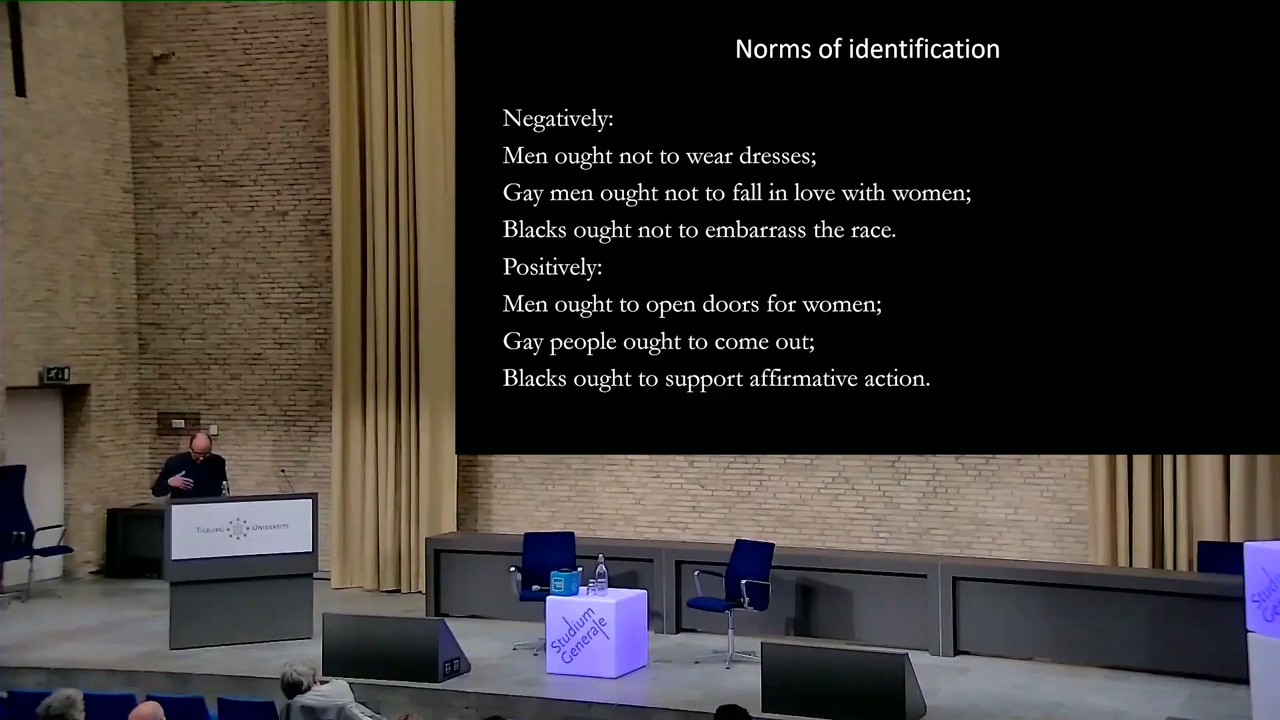 Norms of identification
Negatively:
Men ought not to wear dresses;
Gay men ought not to fall in love with women;
Blacks ought not to embarrass the race.
Positively:
Men ought to open doors for women;
Gay people ought to come out;
Blacks ought to support affirmative action.
TILBURG UNIVERSITY
Studium
Generale